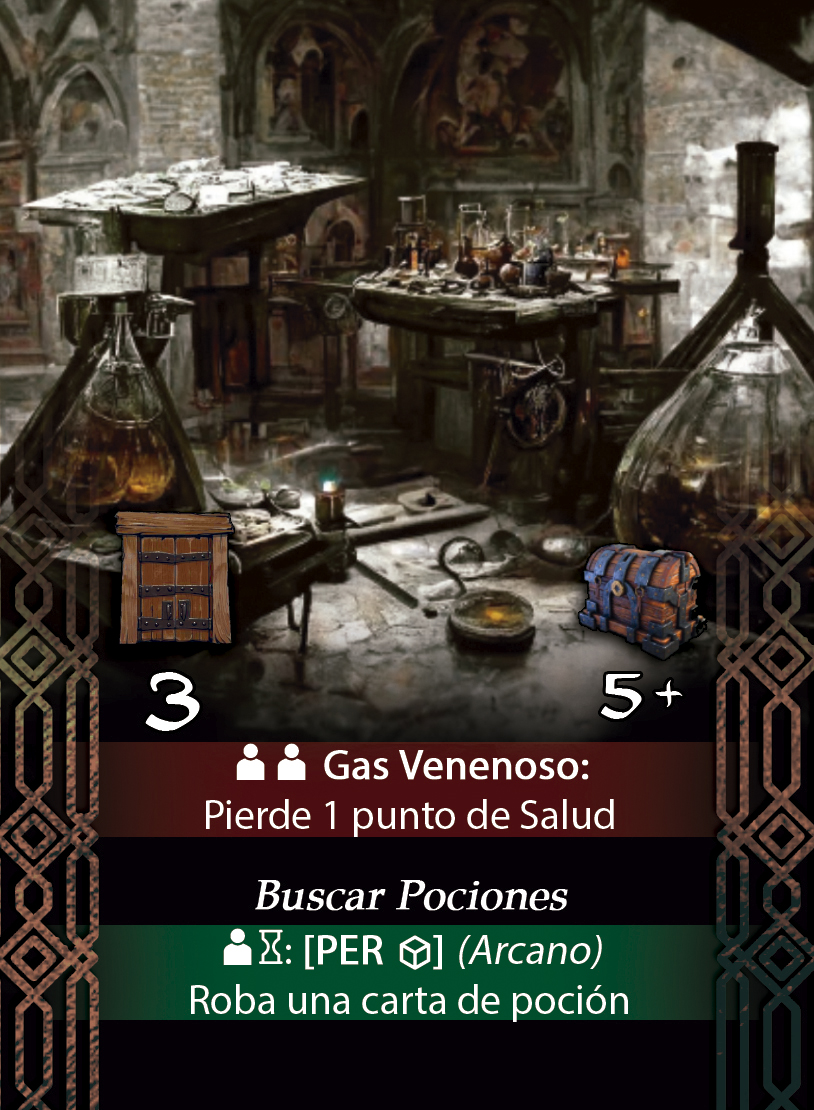 3
5+
Gas Venenoso:
Pierde 1 punto de Salud
Buscar Pociones
: [PER ] (Arcano)
Roba una carta de poción